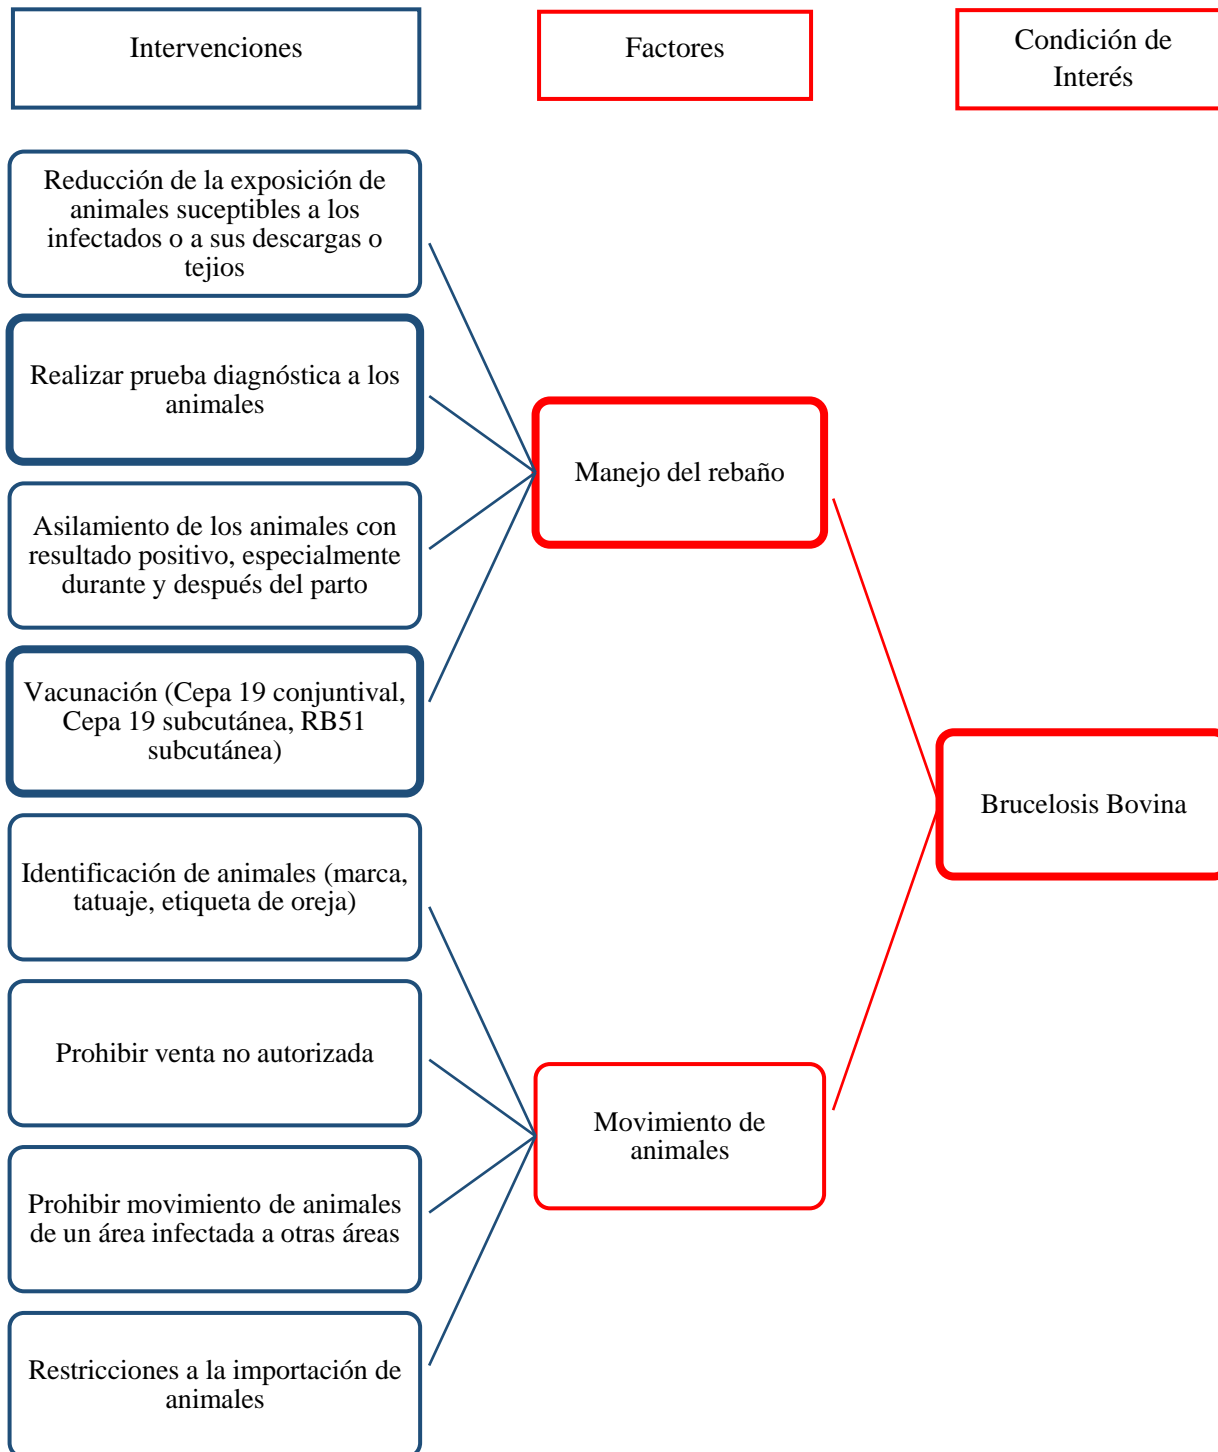 Intervenciones
Factores
Condición de
Interés
Reducción de la exposición de
animales suceptibles a los
infectados o a sus descargas o
tejios
Realizar prueba diagnóstica a los
animales
Asilamiento de los animales con
resultado positivo, especialmente
durante y después del parto
Vacunación (Cepa 19 conjuntival,
Cepa 19 subcutánea, RB51
subcutánea)
Identificación de animales (marca,
tatuaje, etiqueta de oreja)
Prohibir venta no autorizada
Prohibir movimiento de animales
de un área infectada a otras áreas
Restricciones a la importación de
animales
Manejo del rebaño
Movimiento de
animales
Brucelosis Bovina